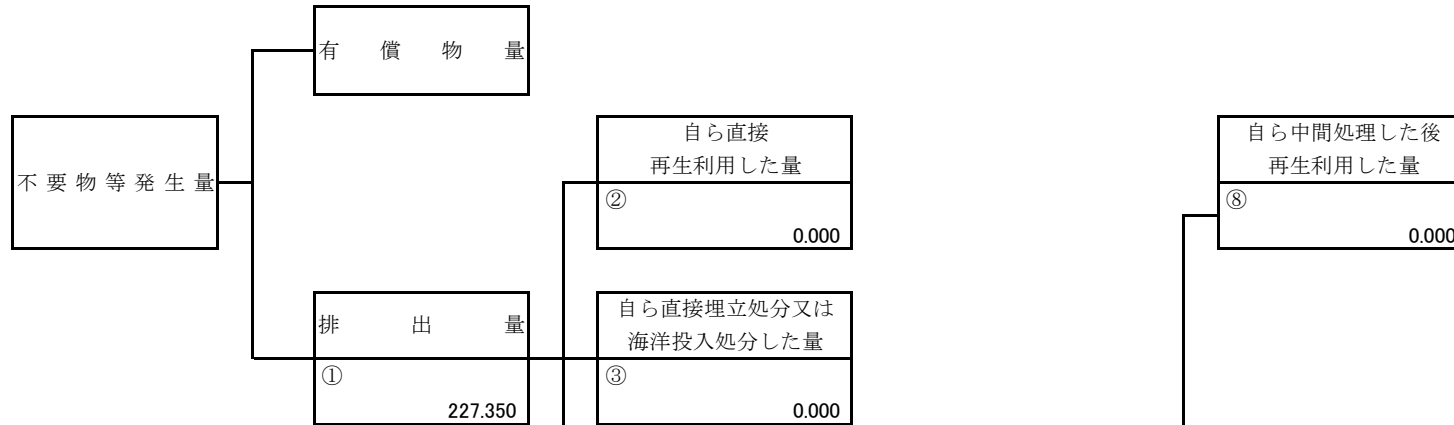 有償物量
自ら直接
再生利用した量
②
0.000
自ら中間処理した後
再生利用した量
⑧
0.000
不要物等発生量
排出量
①
227.350
自ら直接埋立処分又は
海洋投入処分した量
③
0.000